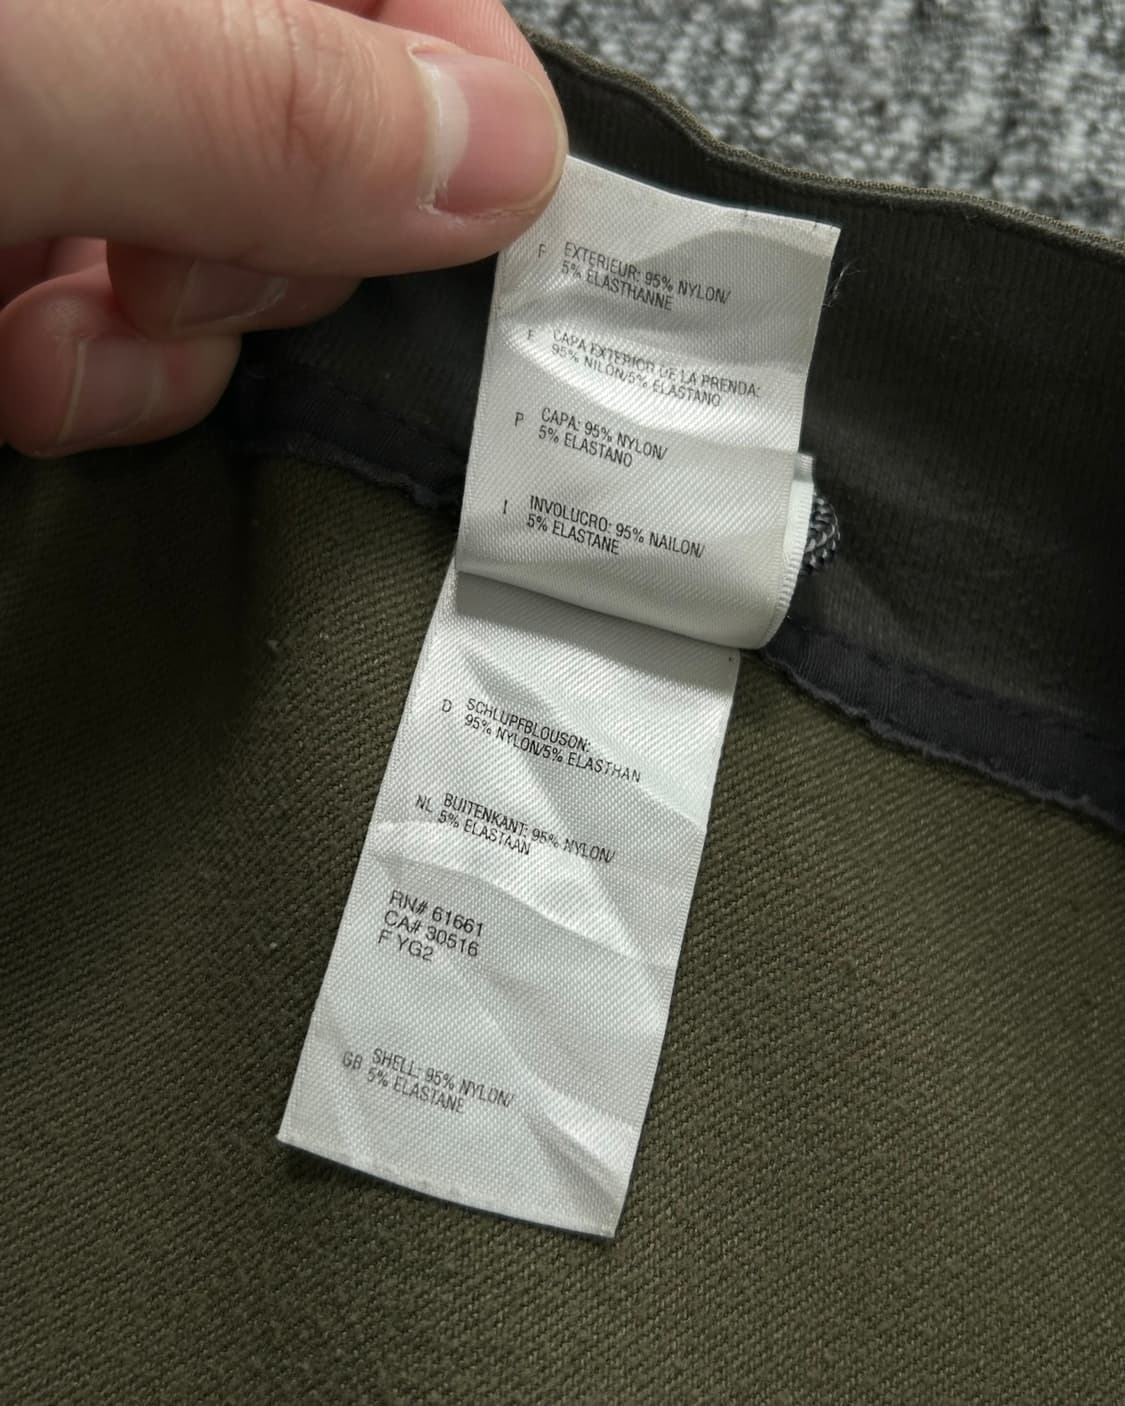 F EXTERIEUR: 95% NYLON/
5% ELASTHANNE
E CAPA EXTERIOR DE LA PRENDA:
95% NILON/5% ELASTANO
P CAPA: 95% NYLON/
5% ELASTANO
I INVOLUCRO: 95% NAILON/
5% ELASTANE
D SCHLUPFBLOUSON:
95% NYLON/5% ELASTHAN
NL BUITENKANT: 95% NYLON/
5% ELASTAAN
RN# 61661
CA# 30516
F YG2
GB SHELL: 95% NYLON/
5% ELASTANE